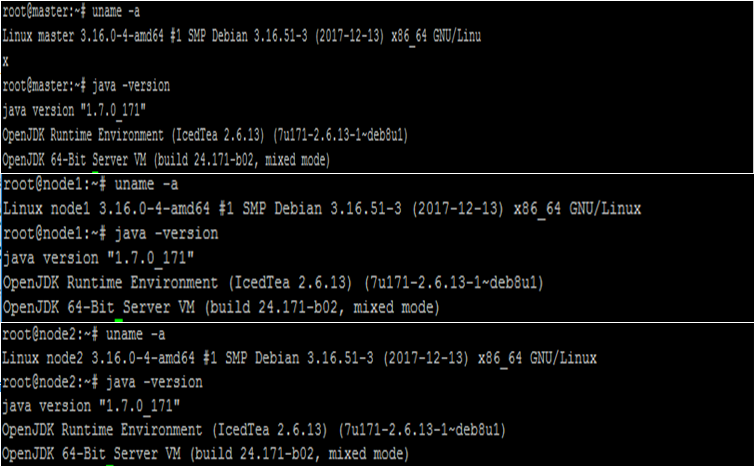 root@master:~# uname -a
Linux master 3.16.0-4-amd64 #1 SMP Debian 3.16.51-3 (2017-12-13) x86_64 GNU/Linu
x
root@master:~# java -version
java version "1.7.0_171"
OpenJDK Runtime Environment (IcedTea 2.6.13) (7u171-2.6.13-1~deb8u1)
OpenJDK 64-Bit Server VM (build 24.171-b02, mixed mode)
root@node1:~# uname -a
Linux node1 3.16.0-4-amd64 #1 SMP Debian 3.16.51-3 (2017-12-13) x86_64 GNU/Linux
root@node1:~# java -version
java version "1.7.0_171"
OpenJDK Runtime Environment (IcedTea 2.6.13) (7u171-2.6.13-1~deb8u1)
OpenJDK 64-Bit Server VM (build 24.171-b02, mixed mode)
root@node2:~# uname -a
Linux node2 3.16.0-4-amd64 #1 SMP Debian 3.16.51-3 (2017-12-13) x86_64 GNU/Linux
root@node2:~# java -version
java version "1.7.0_171"
OpenJDK Runtime Environment (IcedTea 2.6.13) (7u171-2.6.13-1~deb8u1)
OpenJDK 64-Bit Server VM (build 24.171-b02, mixed mode)